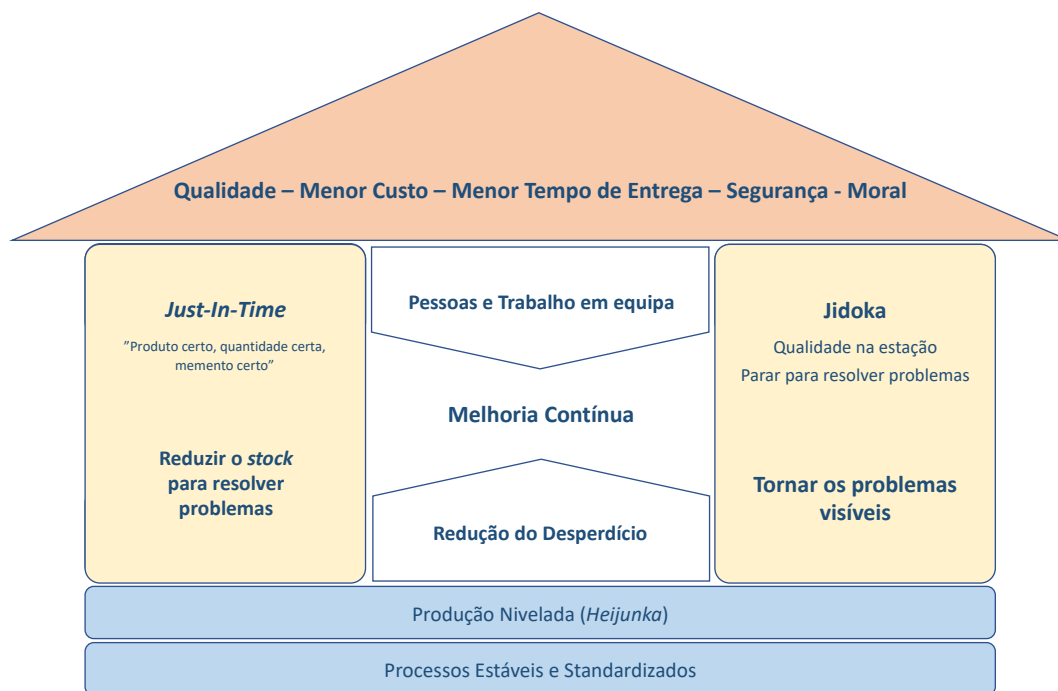 Qualidade – Menor Custo – Menor Tempo de Entrega – Segurança - Moral
Just-In-Time
”Produto certo, quantidade certa,
memento certo”
Reduzir o stock
para resolver
problemas
Pessoas e Trabalho em equipa
Melhoria Contínua
Redução do Desperdício
Jidoka
Qualidade na estação
Parar para resolver problemas
Tornar os problemas
visíveis
Produção Nivelada (Heijunka)
Processos Estáveis e Standardizados